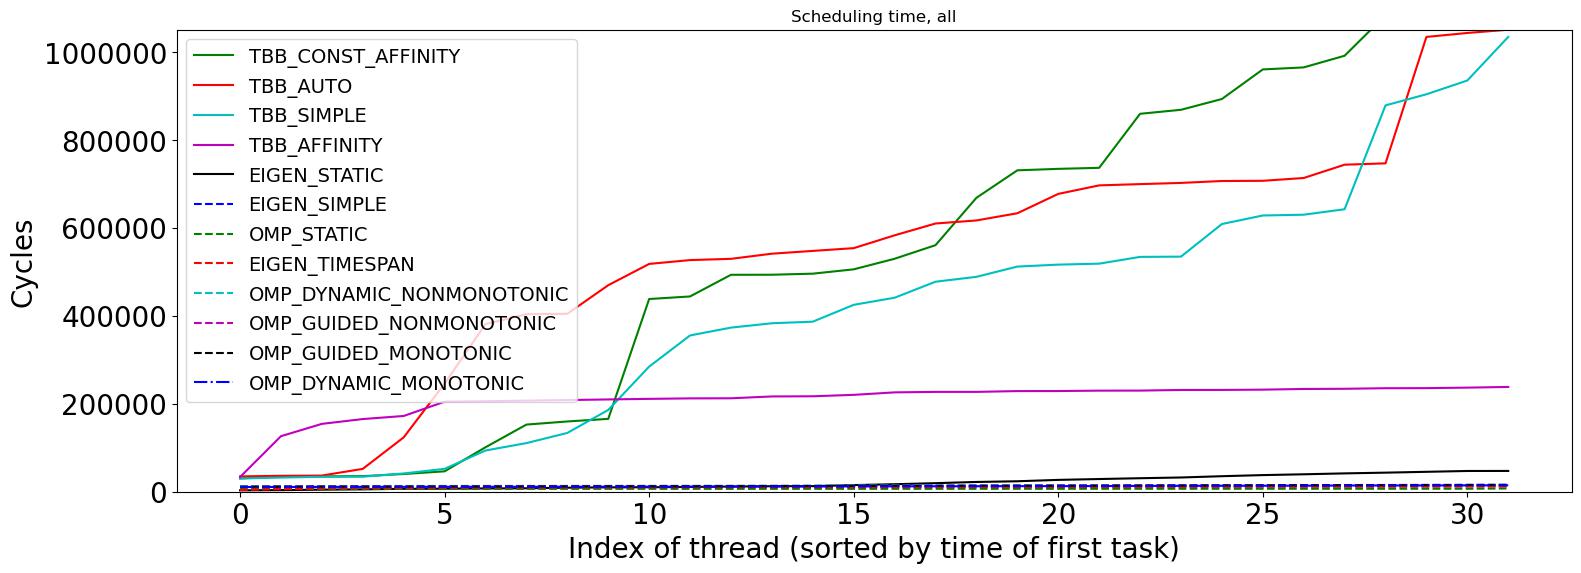 Scheduling time, all
1000000
800000
600000
400000
200000
0
Cycles
TBB_CONST_AFFINITY
TBB_AUTO
TBB_SIMPLE
TBB_AFFINITY
EIGEN_STATIC
EIGEN_SIMPLE
OMP_STATIC
EIGEN_TIMESPAN
OMP_DYNAMIC_NONMONOTONIC
OMP_GUIDED_NONMONOTONIC
OMP_GUIDED_MONOTONIC
OMP_DYNAMIC_MONOTONIC
0 5 10 15 20 25 30
Index of thread (sorted by time of first task)